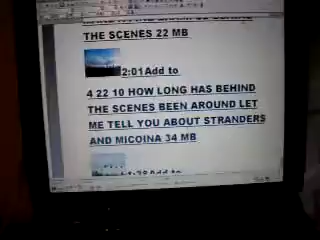 THE SCENES 22 MB
2:01Add to
4 22 10 HOW LONG HAS BEHIND
THE SCENES BEEN AROUND LET
ME TELL YOU ABOUT STRANDERS
AND MICOINA 34 MB